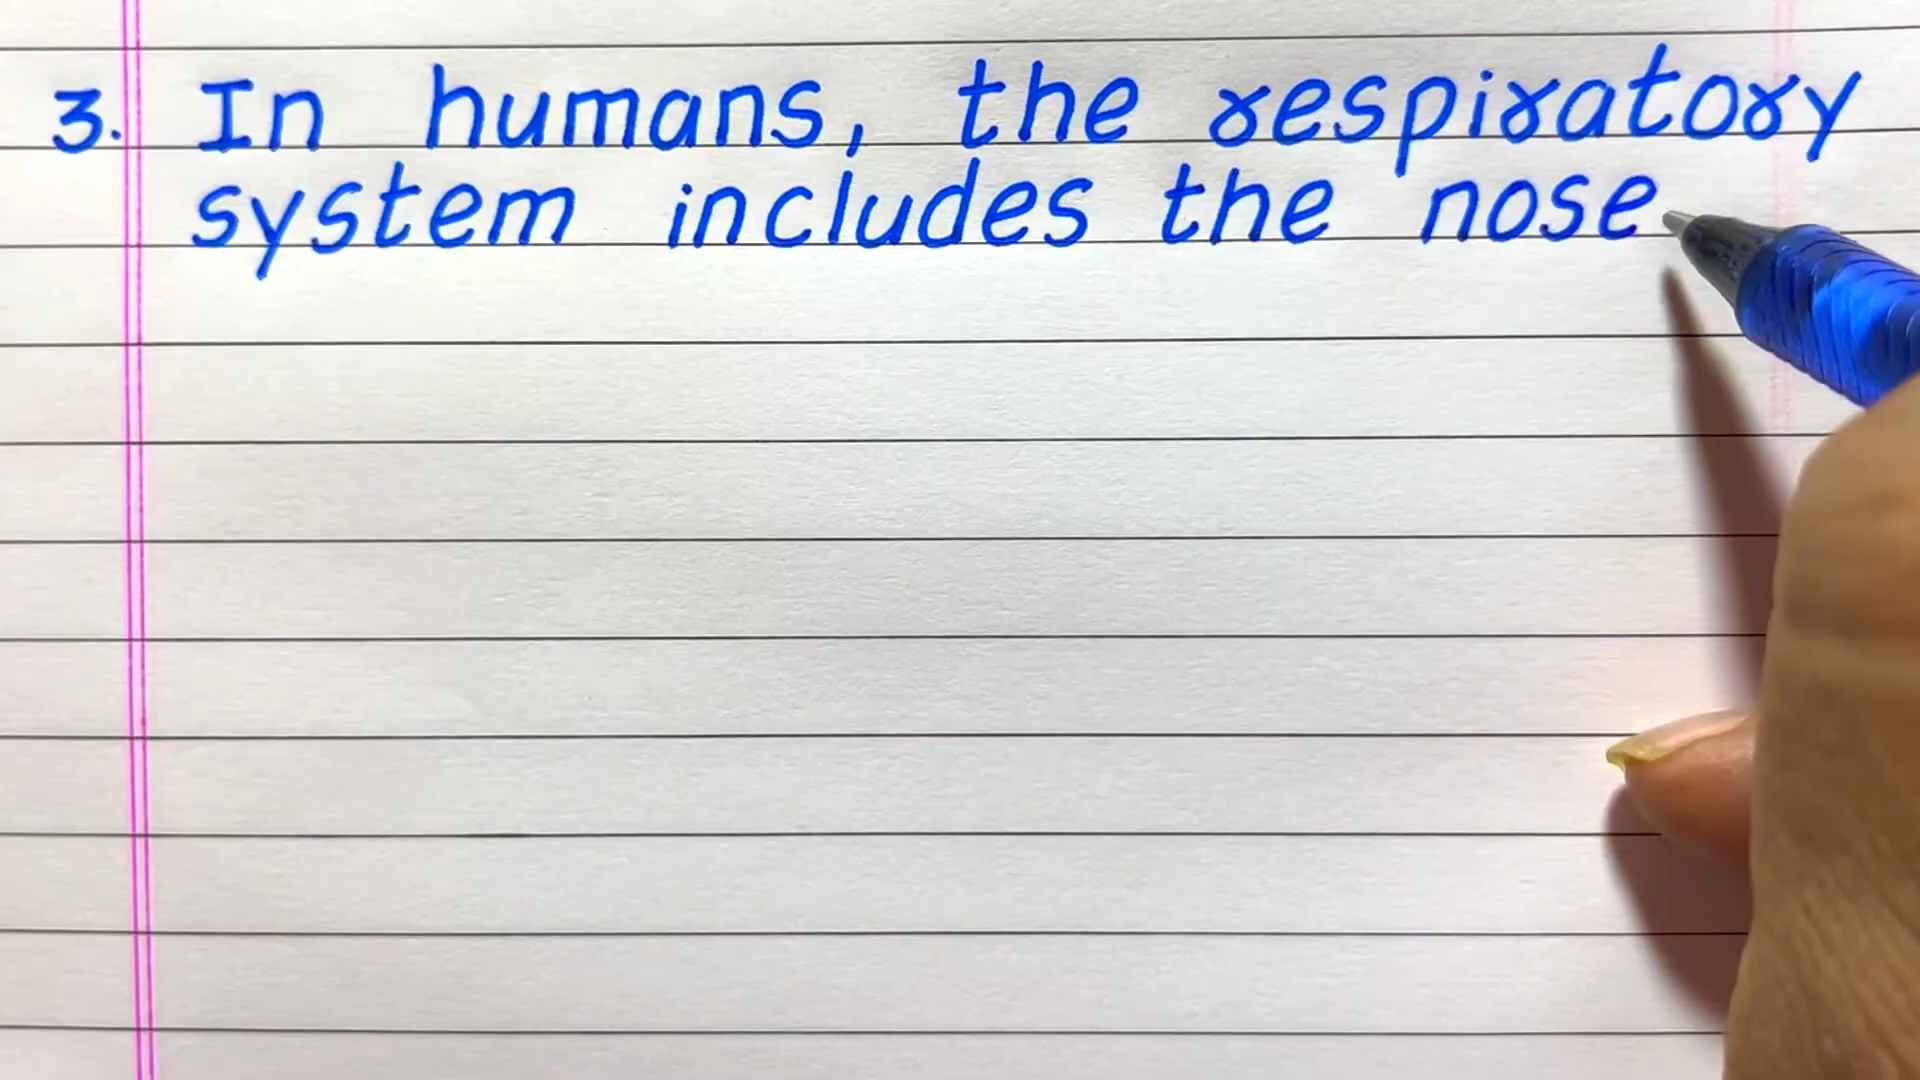 3. In humans, the respiratory
system includes the nose